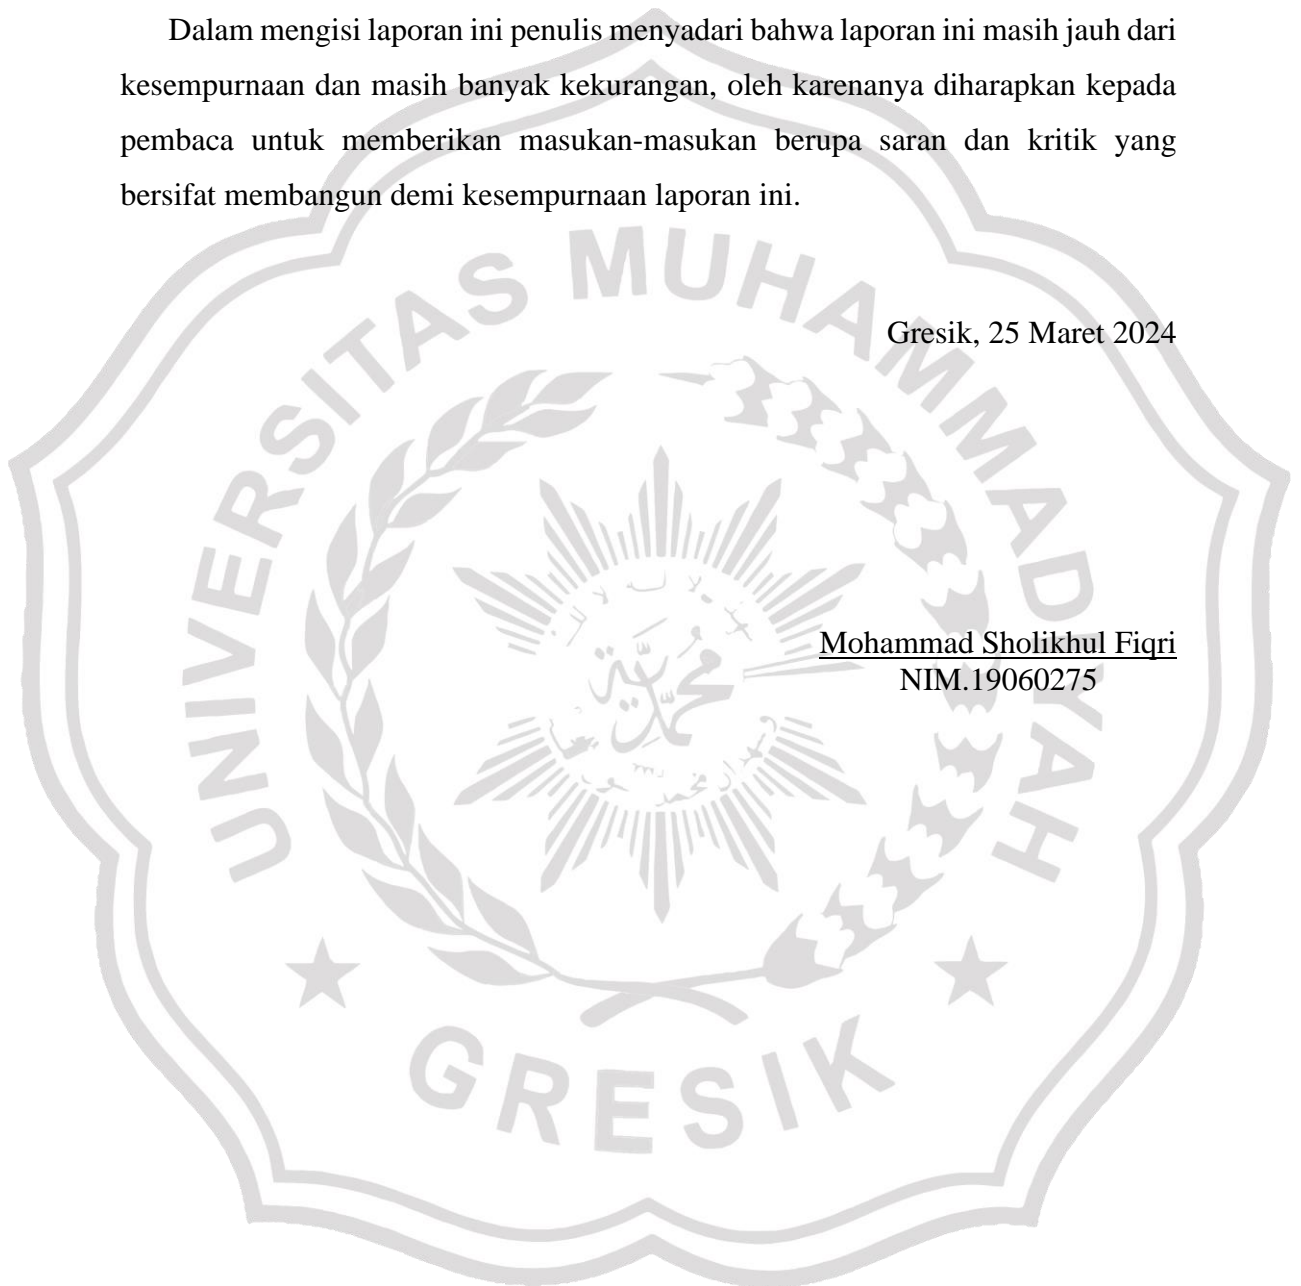 Dalam mengisi laporan ini penulis menyadari bahwa laporan ini masih jauh dari
kesempurnaan dan masih banyak kekurangan, oleh karenanya diharapkan kepada
pembaca untuk memberikan masukan-masukan berupa saran dan kritik yang
bersifat membangun demi kesempurnaan laporan ini.
UNIVERSITAS MUHAMMADIYAH
Gresik, 25 Maret 2024
محمدية
Mohammad Sholikhul Fiqri
NIM.19060275
GRESIK